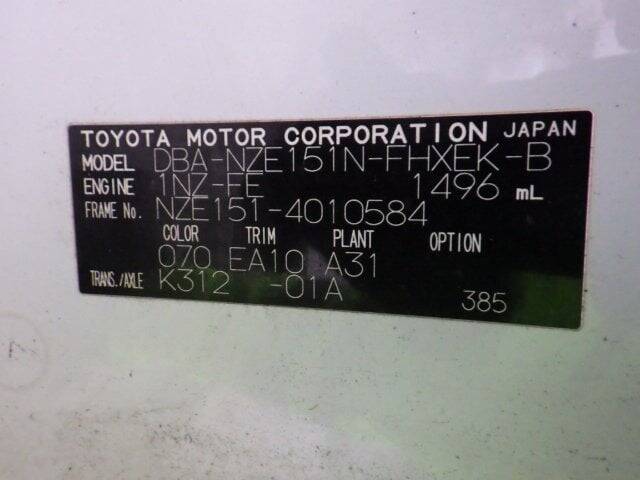 TOYOTA MOTOR CORPORATION JAPAN
MODEL DBA-NZE151N-FHXEK-B
ENGINE 1NZ-FE 1496 mL
FRAME No. NZE151-4010584
COLOR TRIM PLANT OPTION
070 EA10 A31
TRANS./AXLE K312 -01A
385